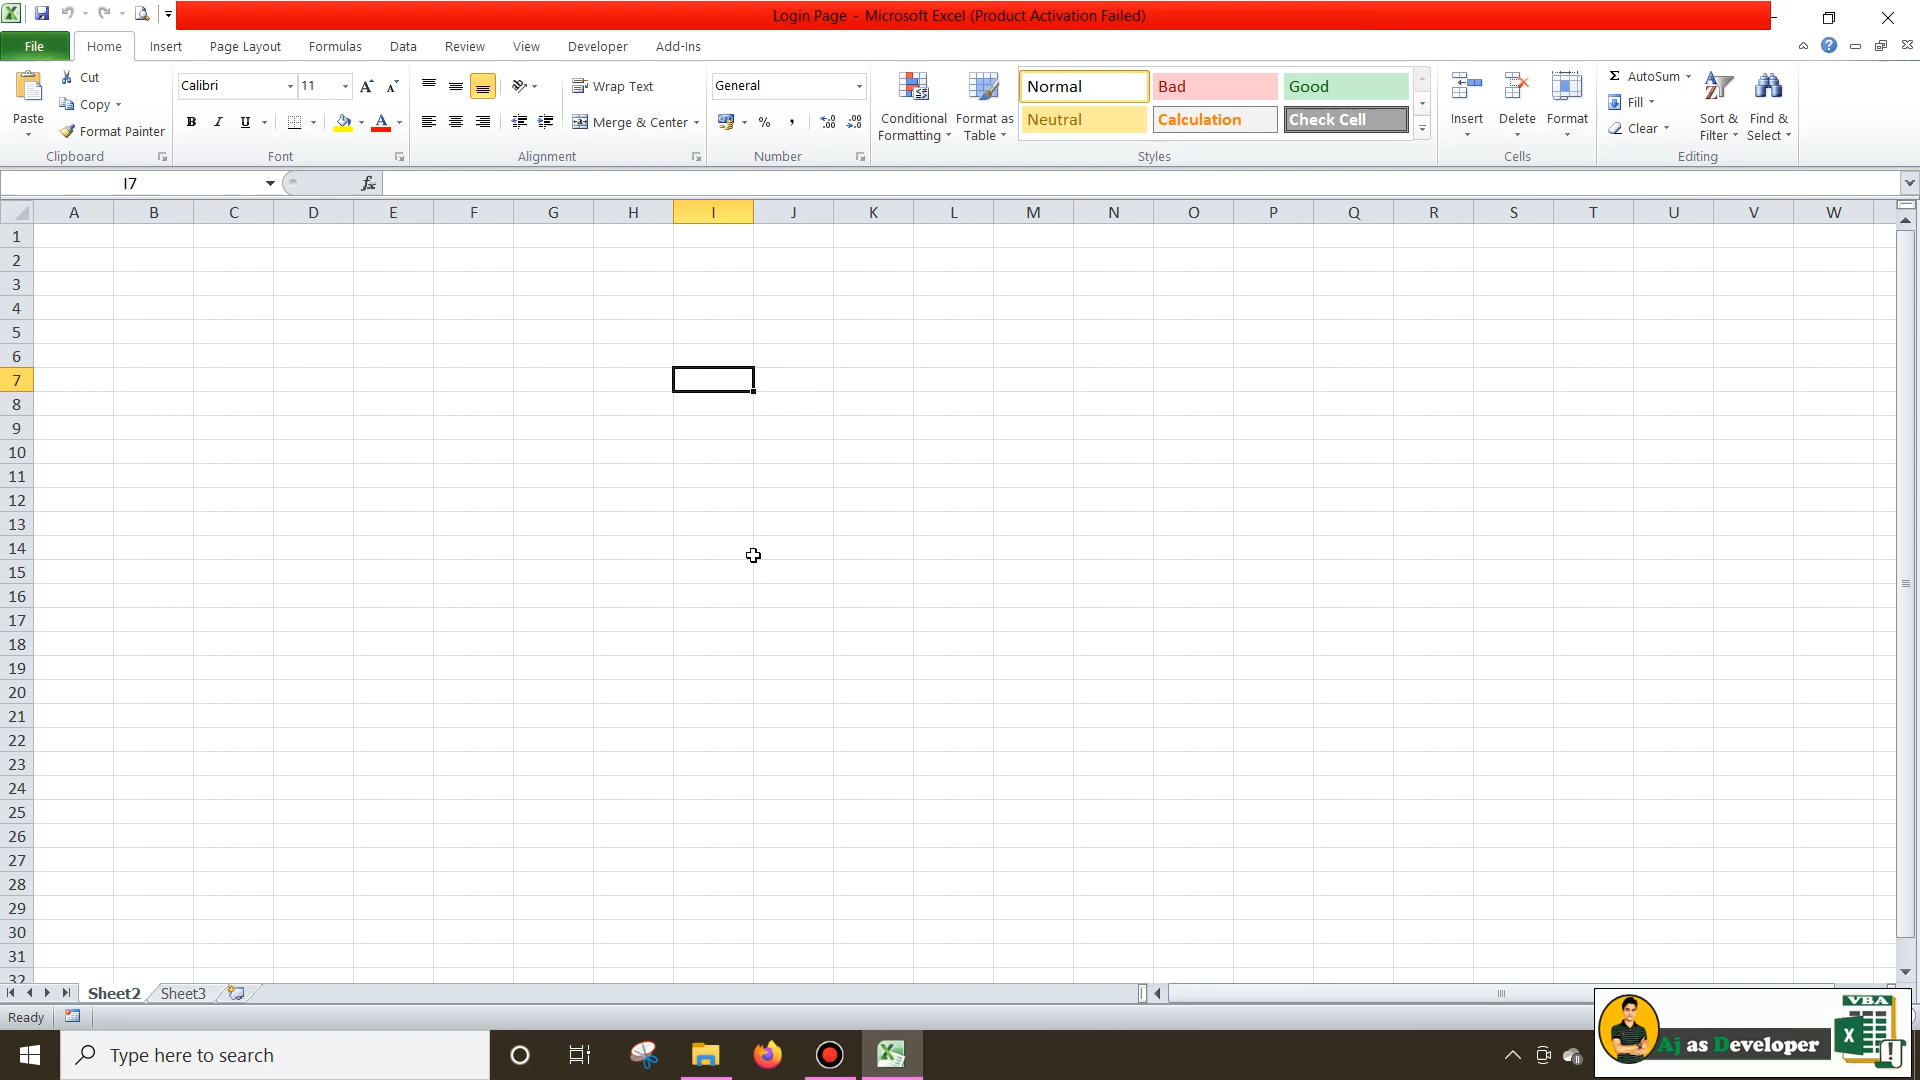 Login Page - Microsoft Excel (Product Activation Failed)
File Home Insert Page Layout Formulas Data Review View Developer Add-Ins
Paste
Cut
Copy
Format Painter
Clipboard
Calibri 11
B I U
Font
Wrap Text
Merge & Center
Alignment
General
% ,
Number
Conditional Formatting
Format as Table
Normal Bad Good
Neutral Calculation Check Cell
Styles
Insert Delete Format
Cells
Σ AutoSum
Fill
Clear
Sort & Filter
Find & Select
Editing
I7 fx
A B C D E F G H I J K L M N O P Q R S T U V W
1
2
3
4
5
6
7
8
9
10
11
12
13
14
15
16
17
18
19
20
21
22
23
24
25
26
27
28
29
30
31
32
Sheet2 Sheet3
Ready
Type here to search
Aj as Developer
VBA